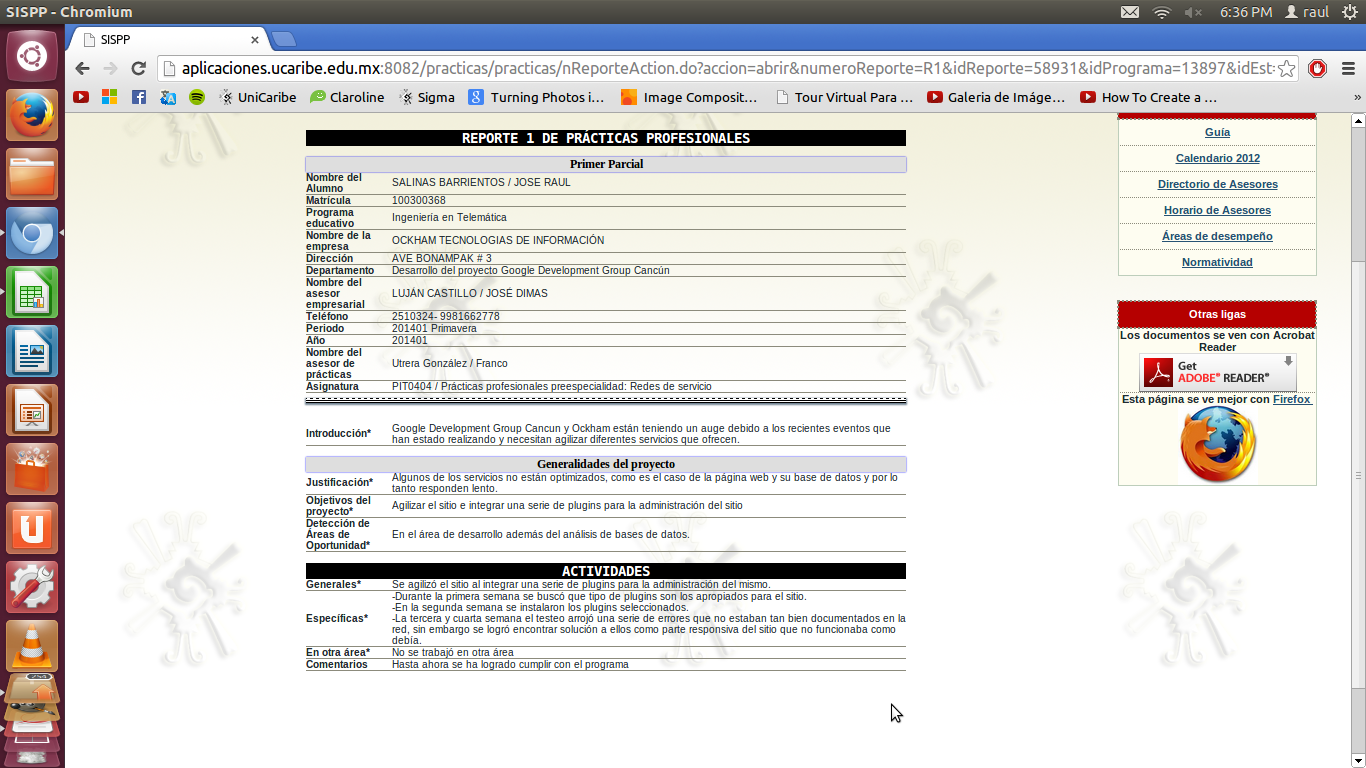 SISPP - Chromium
6:36 PM raul
SISPP
aplicaciones.ucaribe.edu.mx:8082/practicas/practicas/nReporteAction.do?accion=abrir&numeroReporte=R1&idReporte=58931&idPrograma=13897&idEst
UniCaribe Claroline Sigma Turning Photos i... Image Composit... Tour Virtual Para ... Galeria de Imáge... How To Create a ... »
REPORTE 1 DE PRÁCTICAS PROFESIONALES
Primer Parcial
Nombre del
Alumno
SALINAS BARRIENTOS / JOSE RAUL
Matrícula 100300368
Programa
educativo
Ingeniería en Telemática
Nombre de la
empresa
OCKHAM TECNOLOGIAS DE INFORMACIÓN
Dirección AVE BONAMPAK # 3
Departamento Desarrollo del proyecto Google Development Group Cancún
Nombre del
asesor
empresarial
LUJÁN CASTILLO / JOSÉ DIMAS
Teléfono 2510324- 9981662778
Periodo 201401 Primavera
Año 201401
Nombre del
asesor de
prácticas
Utrera González / Franco
Asignatura PIT0404 / Prácticas profesionales preespecialidad: Redes de servicio
Introducción*
Google Development Group Cancun y Ockham están teniendo un auge debido a los recientes eventos que
han estado realizando y necesitan agilizar diferentes servicios que ofrecen.
Generalidades del proyecto
Justificación*
Algunos de los servicios no están optimizados, como es el caso de la página web y su base de datos y por lo
tanto responden lento.
Objetivos del
proyecto*
Agilizar el sitio e integrar una serie de plugins para la administración del sitio
Detección de
Áreas de
Oportunidad*
En el área de desarrollo además del análisis de bases de datos.
ACTIVIDADES
Generales* Se agilizó el sitio al integrar una serie de plugins para la administración del mismo.
Específicas*
-Durante la primera semana se buscó que tipo de plugins son los apropiados para el sitio.
-En la segunda semana se instalaron los plugins seleccionados.
-La tercera y cuarta semana el testeo arrojó una serie de errores que no estaban tan bien documentados en la
red, sin embargo se logró encontrar solución a ellos como parte responsiva del sitio que no funcionaba como
debía.
En otra área* No se trabajó en otra área
Comentarios Hasta ahora se ha logrado cumplir con el programa
Guía
Calendario 2012
Directorio de Asesores
Horario de Asesores
Áreas de desempeño
Normatividad
Otras ligas
Los documentos se ven con Acrobat
Reader
Get
ADOBE® READER®
Esta página se ve mejor con Firefox